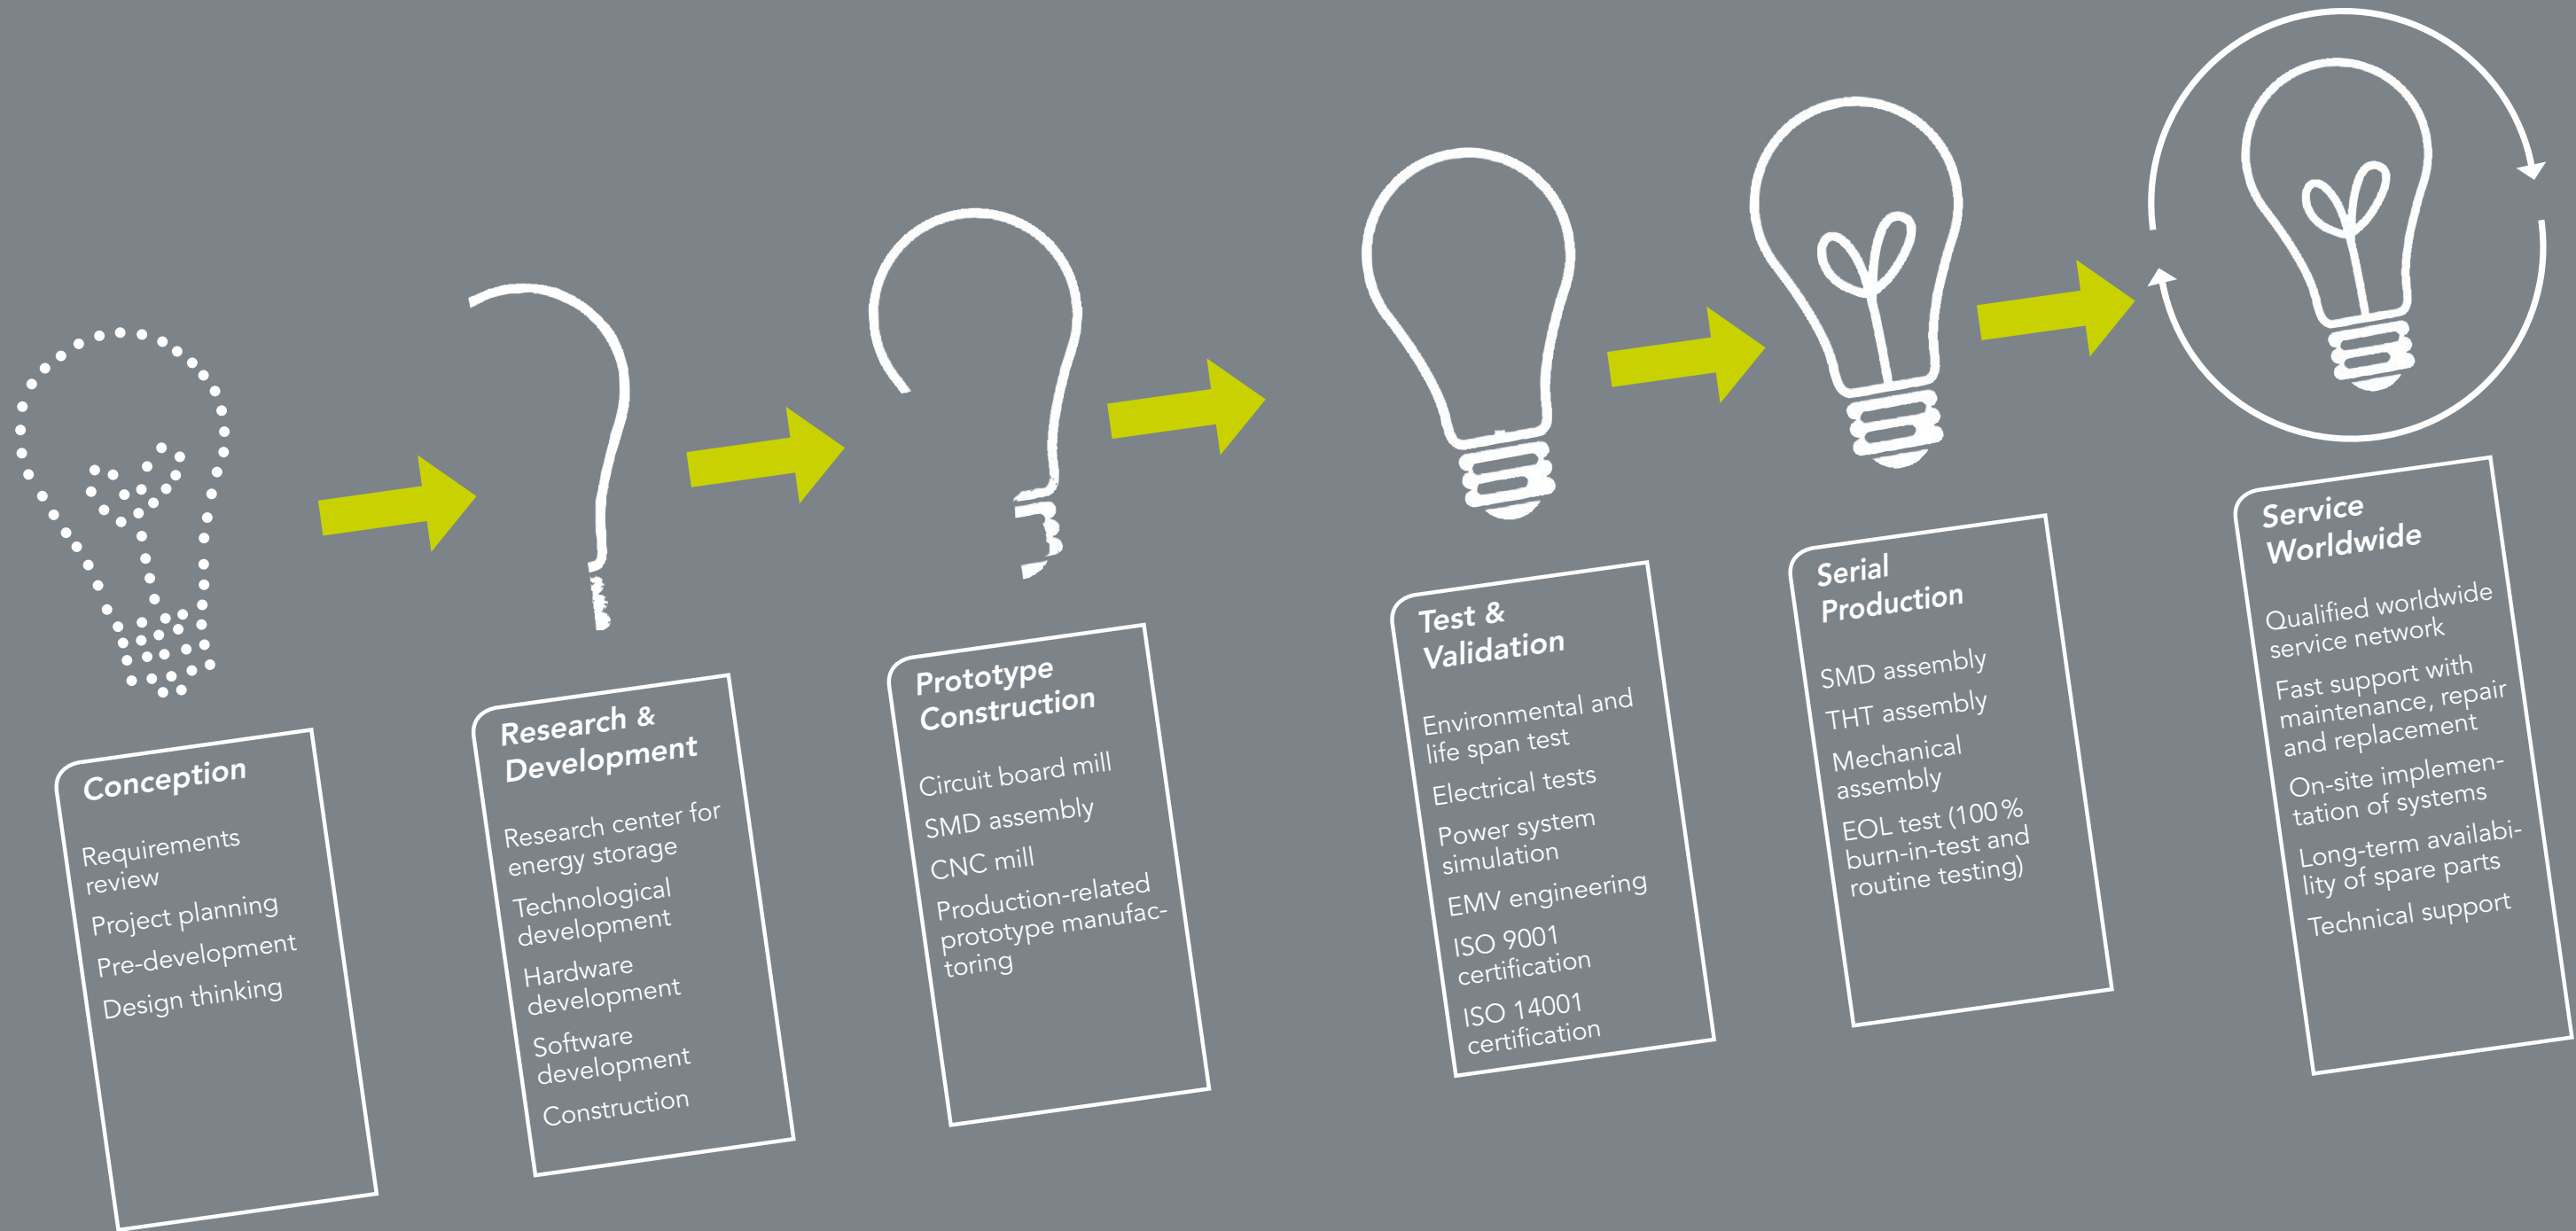 Conception
Requirements
review
Project planning
Pre-development
Design thinking
Research &
Development
Research center for
energy storage
Technological
development
Hardware
development
Software
development
Construction
Prototype
Construction
Circuit board mill
SMD assembly
CNC mill
Production-related
prototype manufac-
toring
Test &
Validation
Environmental and
life span test
Electrical tests
Power system
simulation
EMV engineering
ISO 9001
certification
ISO 14001
certification
Serial
Production
SMD assembly
THT assembly
Mechanical
assembly
EOL test (100 %
burn-in-test and
routine testing)
Service
Worldwide
Qualified worldwide
service network
Fast support with
maintenance, repair
and replacement
On-site implemen-
tation of systems
Long-term availabi-
lity of spare parts
Technical support